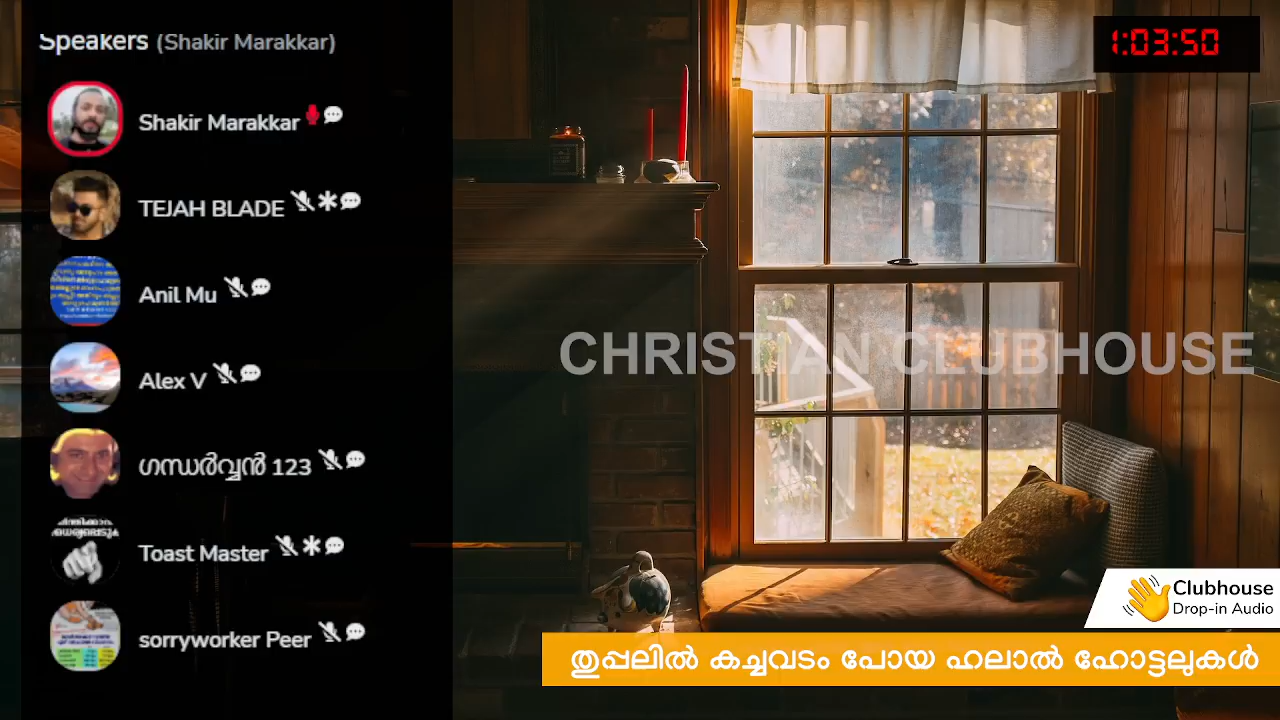 Speakers (Shakir Marakkar)
1:03:50
Shakir Marakkar
TEJAH BLADE
Anil Mu
Alex V
CHRISTIAN CLUBHOUSE
ഗന്ധർവ്വൻ 123
Toast Master
sorryworker Peer
Clubhouse
Drop-in Audio
തുപ്പലിൽ കച്ചവടം പോയ ഹലാൽ ഹോട്ടലുകൾ